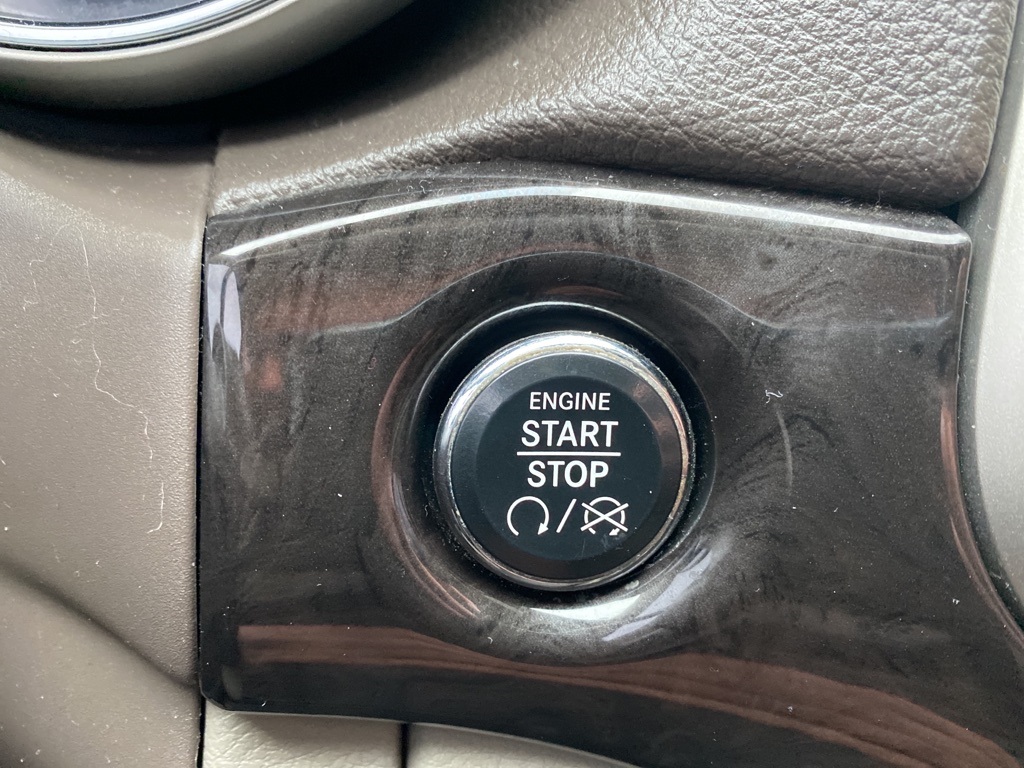 ENGINE
START
STOP
/